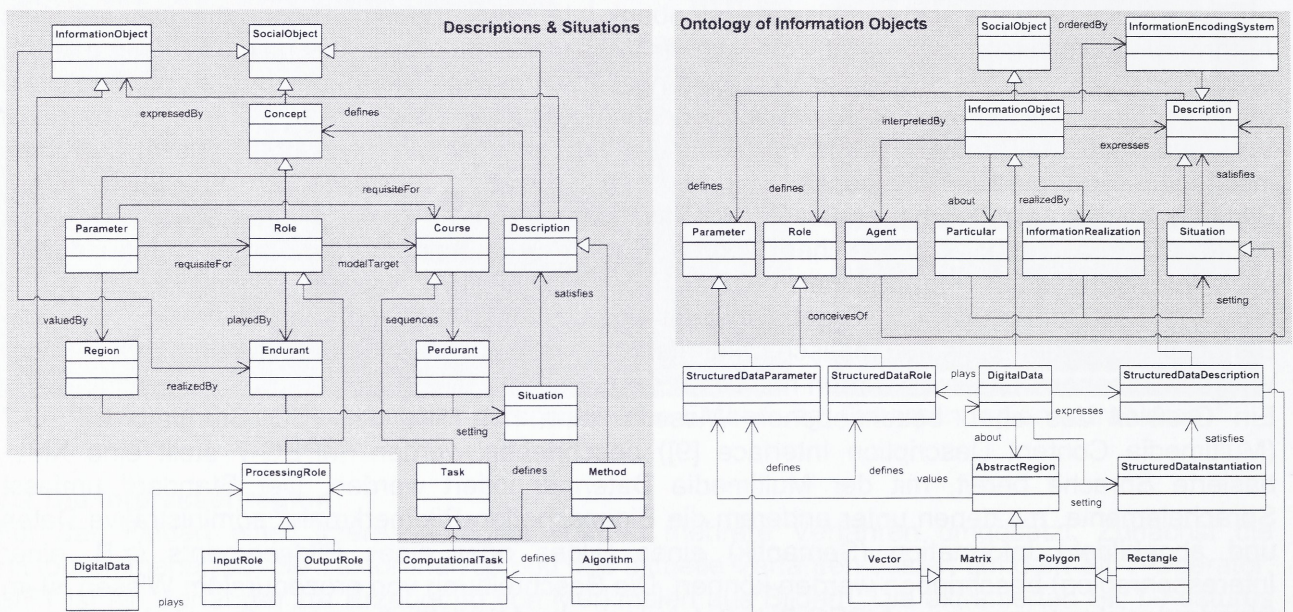 Descriptions & Situations
InformationObject
SocialObject
expressedBy
Concept
defines
requisiteFor
Parameter
Role
Course
Description
requisiteFor
modalTarget
satisfies
valuedBy
playedBy
sequences
Region
Endurant
Perdurant
realizedBy
Situation
setting
ProcessingRole
Task
defines
Method
DigitalData
InputRole
OutputRole
ComputationalTask
defines
Algorithm
plays
Ontology of Information Objects
SocialObject
orderedBy
InformationEncodingSystem
InformationObject
Description
interpretedBy
expresses
satisfies
defines
defines
about
realizedBy
Parameter
Role
Agent
Particular
InformationRealization
Situation
setting
conceivesOf
StructuredDataParameter
StructuredDataRole
plays
DigitalData
StructuredDataDescription
expresses
about
satisfies
defines
defines
values
AbstractRegion
StructuredDataInstantiation
setting
Vector
Matrix
Polygon
Rectangle